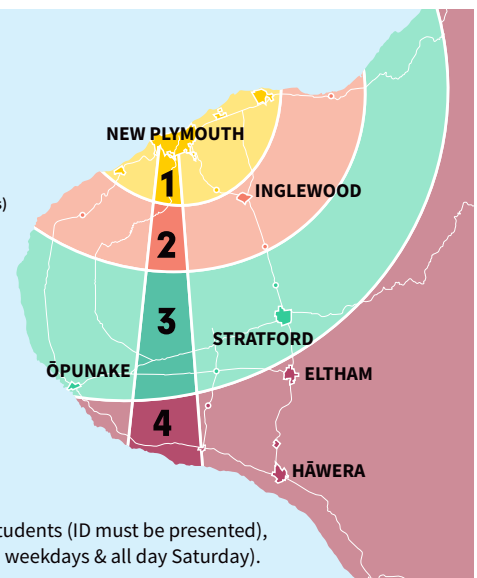 NEW PLYMOUTH
1
INGLEWOOD
s)
2
3
STRATFORD
ŌPUNAKE
ELTHAM
4
HĀWERA
tudents (ID must be presented),
weekdays & all day Saturday).